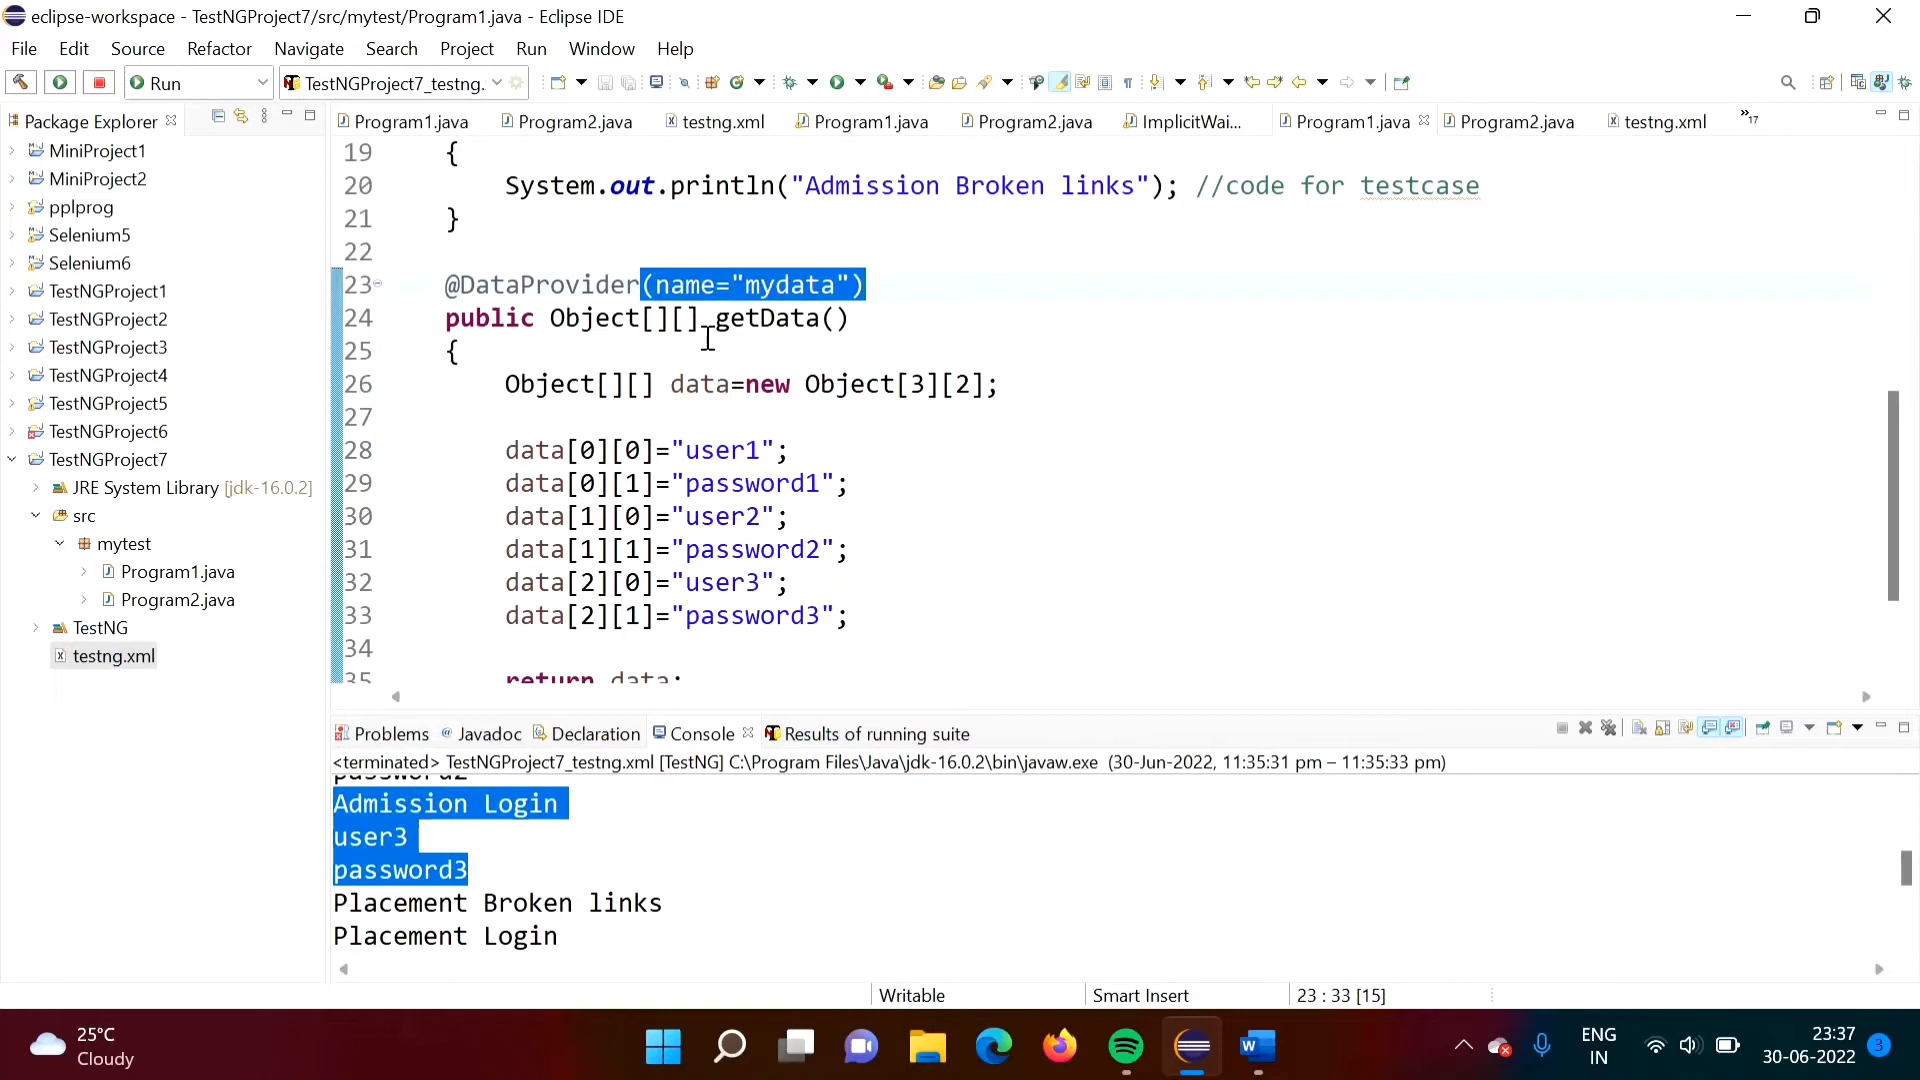 eclipse-workspace - TestNGProject7/src/mytest/Program1.java - Eclipse IDE
File Edit Source Refactor Navigate Search Project Run Window Help
Run TestNGProject7_testng.
Package Explorer
Program1.java Program2.java testng.xml Program1.java Program2.java ImplicitWai... Program1.java Program2.java testng.xml »17
MiniProject1
MiniProject2
pplprog
Selenium5
Selenium6
TestNGProject1
TestNGProject2
TestNGProject3
TestNGProject4
TestNGProject5
TestNGProject6
TestNGProject7
JRE System Library [jdk-16.0.2]
src
mytest
Program1.java
Program2.java
TestNG
testng.xml
19 {
20 System.out.println("Admission Broken links"); //code for testcase
21 }
22
23 @DataProvider(name="mydata")
24 public Object[][] getData()
25 {
26 Object[][] data=new Object[3][2];
27
28 data[0][0]="user1";
29 data[0][1]="password1";
30 data[1][0]="user2";
31 data[1][1]="password2";
32 data[2][0]="user3";
33 data[2][1]="password3";
34
35 return data;
Problems Javadoc Declaration Console Results of running suite
<terminated> TestNGProject7_testng.xml [TestNG] C:\Program Files\Java\jdk-16.0.2\bin\javaw.exe (30-Jun-2022, 11:35:31 pm – 11:35:33 pm)
password2
Admission Login
user3
password3
Placement Broken links
Placement Login
Writable Smart Insert 23 : 33 [15]
25°C
Cloudy
ENG
IN
23:37
30-06-2022
3